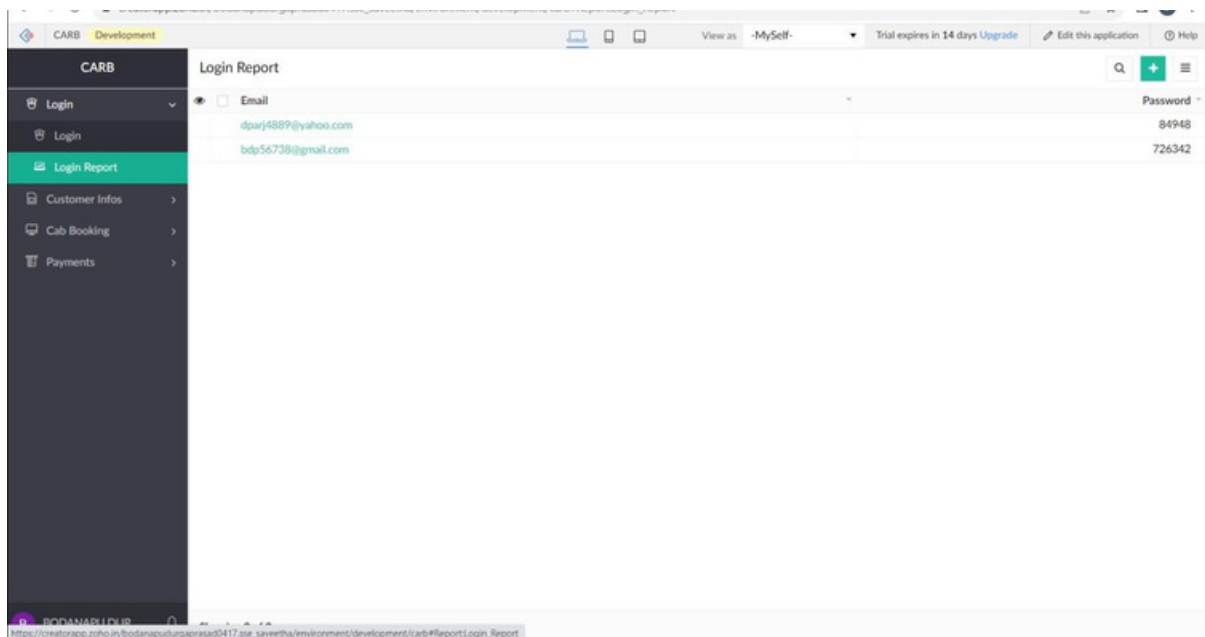 CARB Development View as -MySelf- Trial expires in 14 days Upgrade Edit this application Help
CARB
Login Report
Login
Email Password
Login
dparj4889@yahoo.com 84948
Login Report
bdp56738@gmail.com 726342
Customer Infos
Cab Booking
Payments
BODANAPU DUR
https://creatorapp.zoho.in/bodanapudurgaprasad0417.sse_saveetha/environment/development/carb#Report:Login_Report